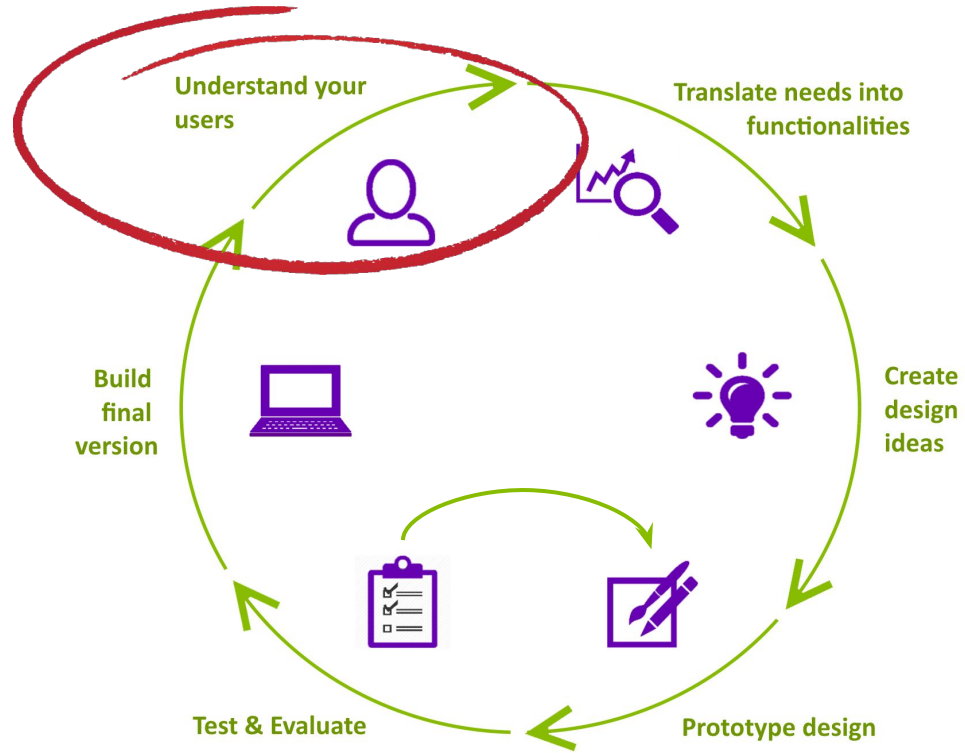 Understand your
users
Translate needs into
functionalities
Create
design
ideas
Prototype design
Test & Evaluate
Build
final
version